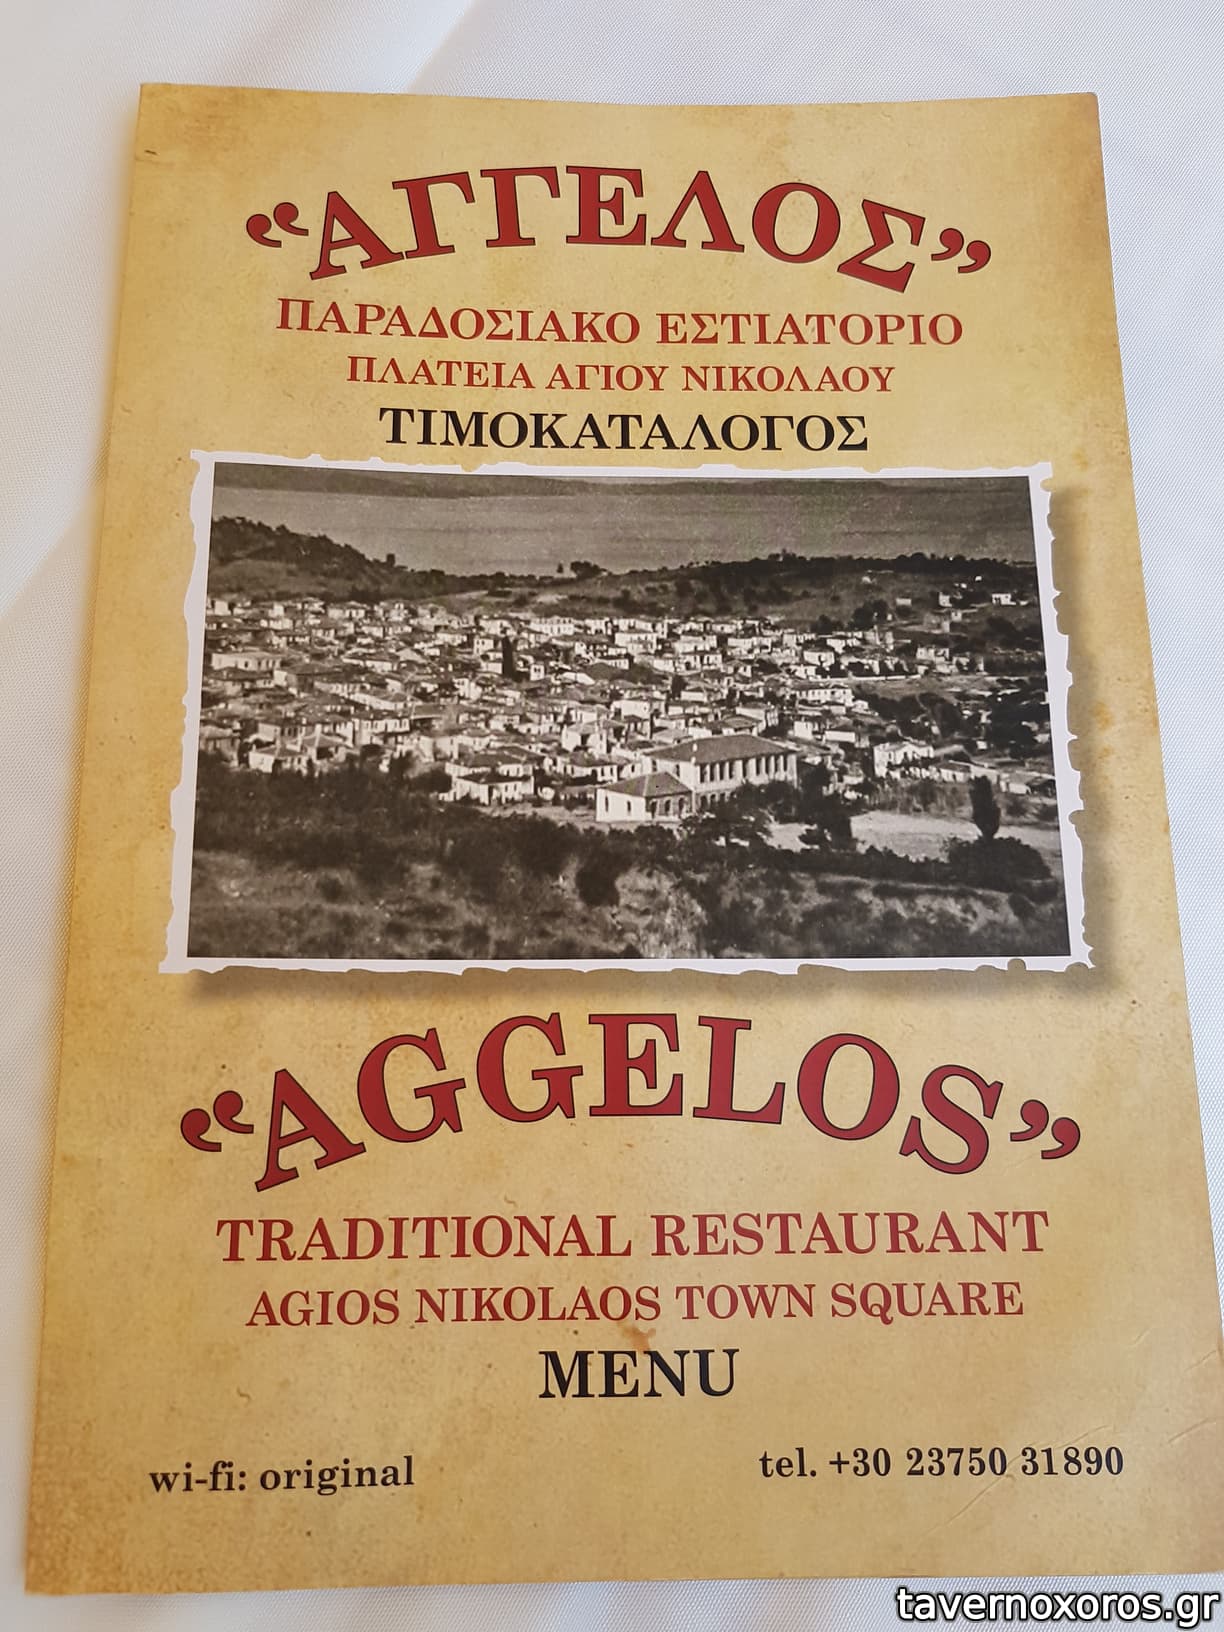 “ΑΓΓΕΛΟΣ”
ΠΑΡΑΔΟΣΙΑΚΟ ΕΣΤΙΑΤΟΡΙΟ
ΠΛΑΤΕΙΑ ΑΓΙΟΥ ΝΙΚΟΛΑΟΥ
ΤΙΜΟΚΑΤΑΛΟΓΟΣ
“AGGELOS”
TRADITIONAL RESTAURANT
AGIOS NIKOLAOS TOWN SQUARE
MENU
wi-fi: original
tel. +30 23750 31890
tavernoxoros.gr